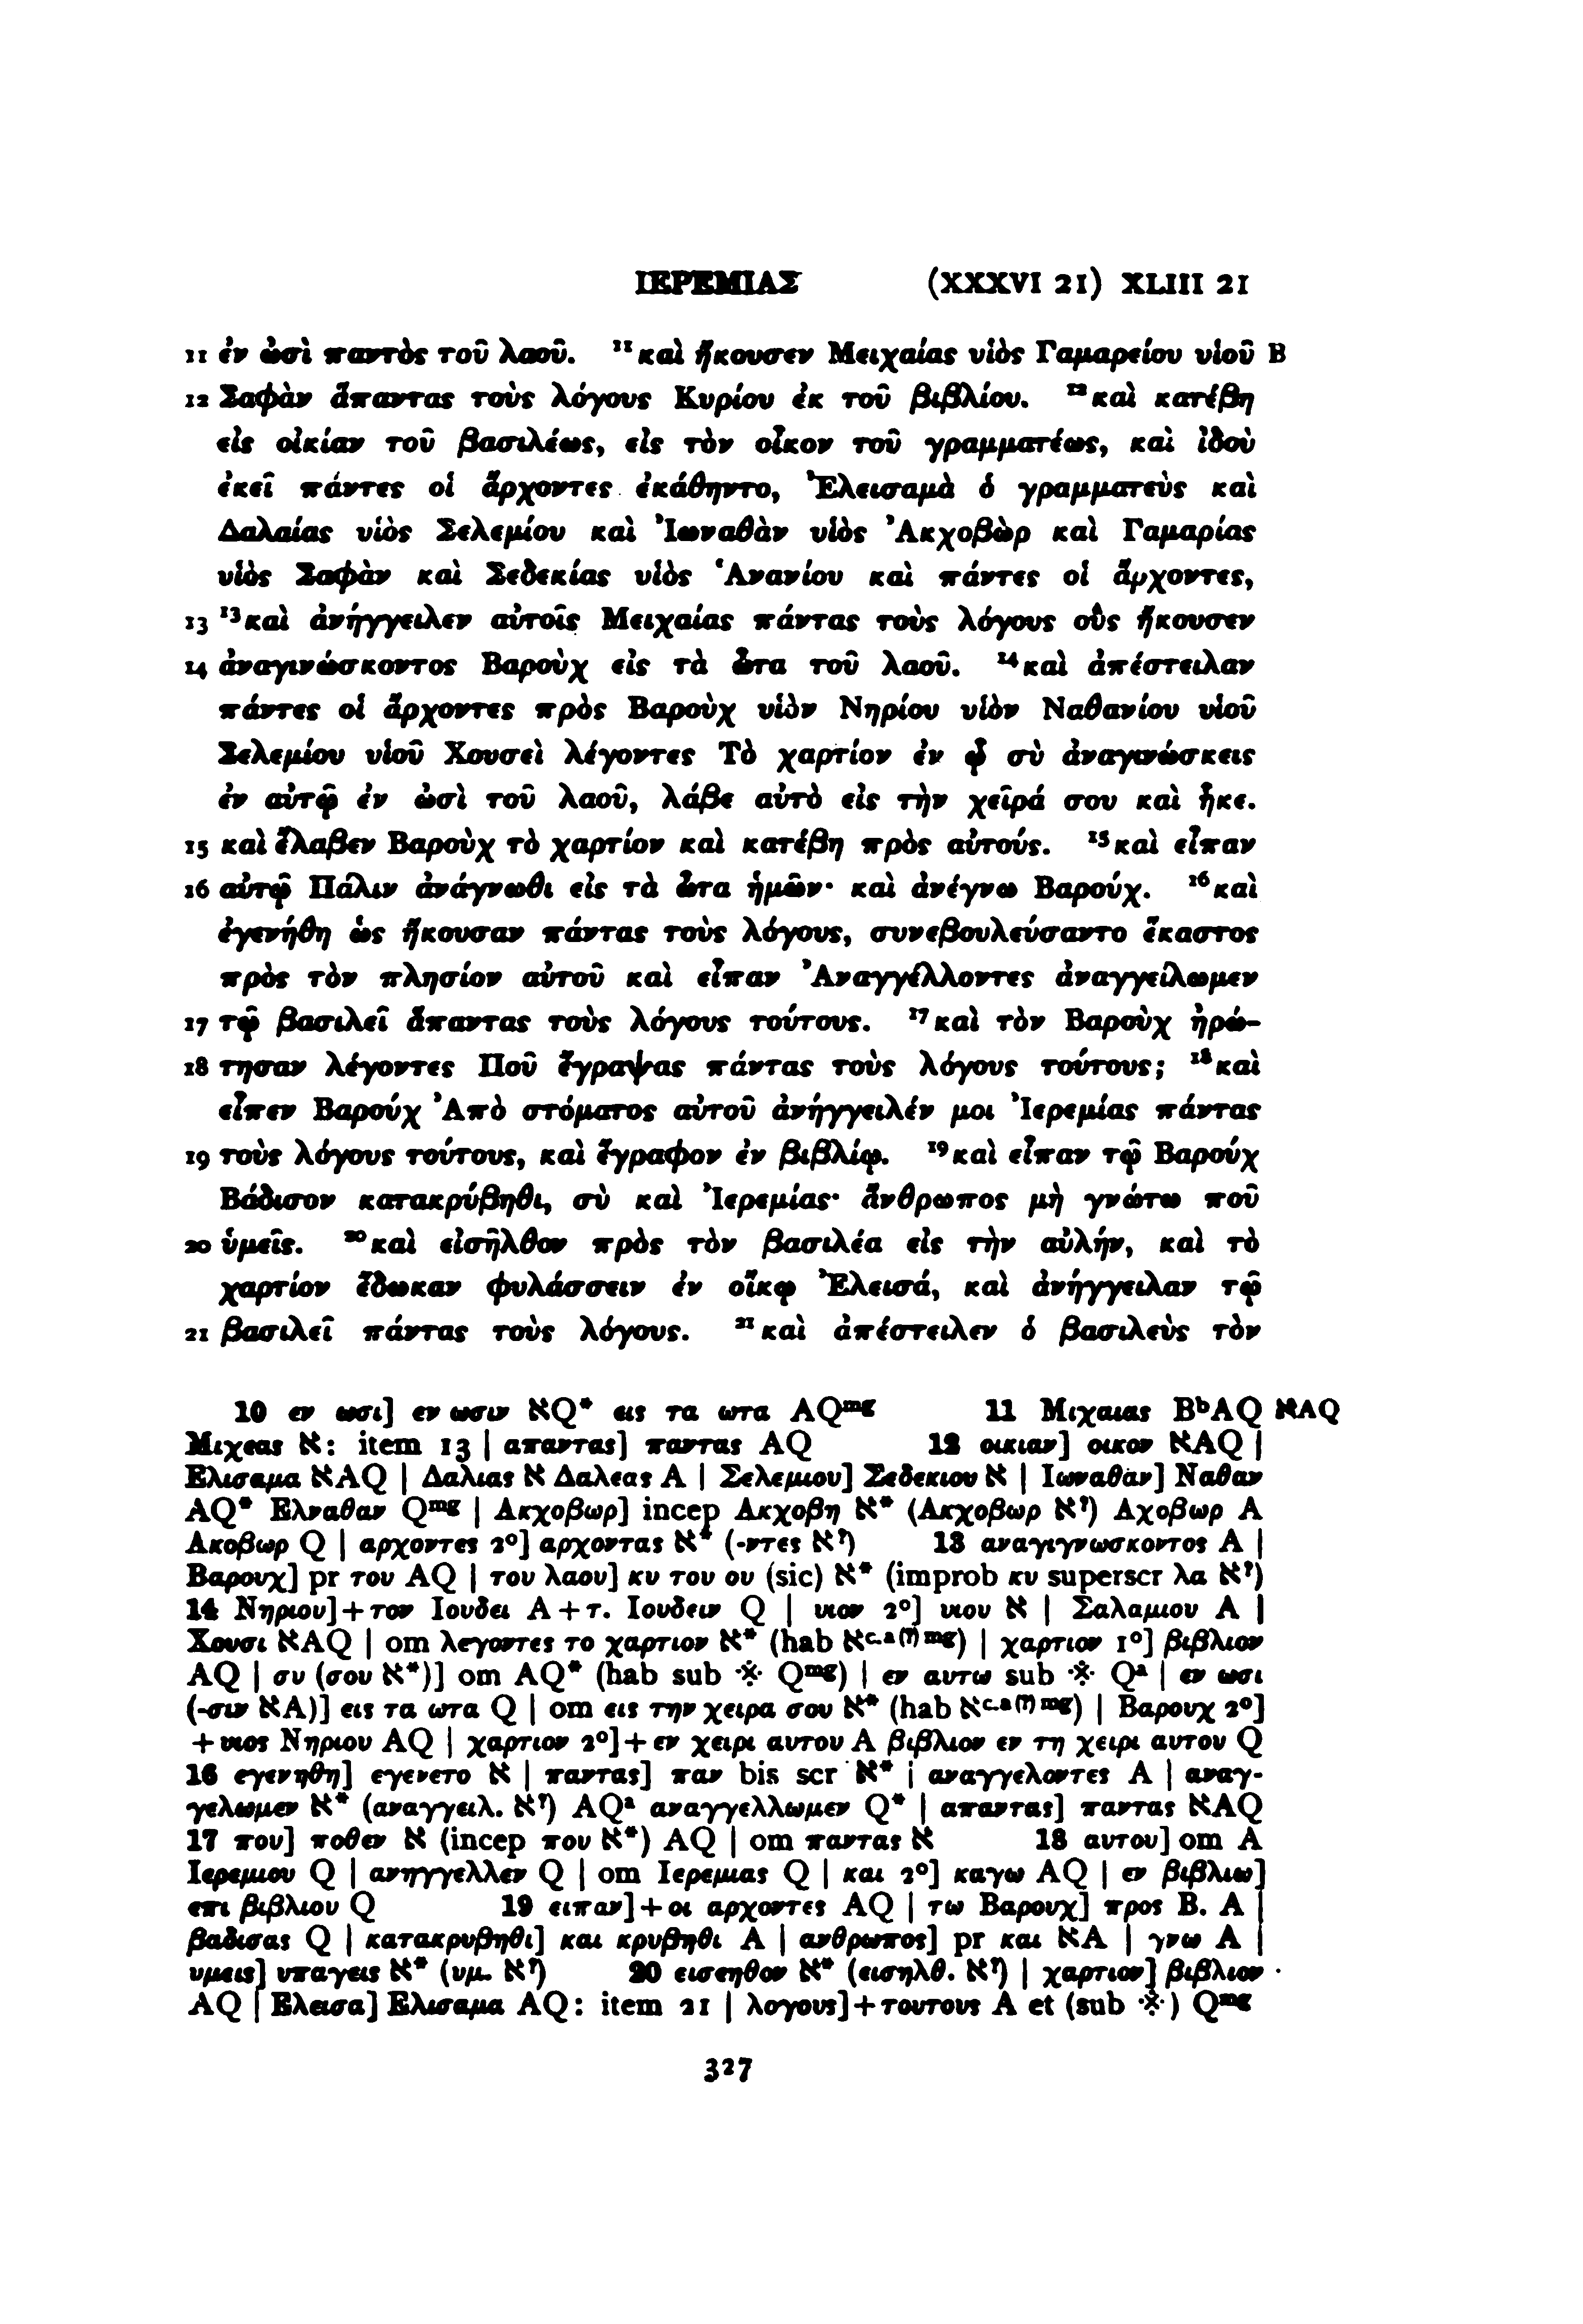 ΙΕΡΕΜΙΑΣ (XXXVI 21) XLIII 21
11 ἐν ὠσὶ παντὸς τοῦ λαοῦ. ¹¹καὶ ἤκουσεν Μειχαίας υἱὸς Γαμαρείου υἱοῦ B
12 Σαφὰν ἅπαντας τοὺς λόγους Κυρίου ἐκ τοῦ βιβλίου. ¹²καὶ κατέβη
εἰς οἰκίαν τοῦ βασιλέως, εἰς τὸν οἶκον τοῦ γραμματέως, καὶ ἰδοὺ
ἐκεῖ πάντες οἱ ἄρχοντες ἐκάθηντο, Ἐλεισαμὰ ὁ γραμματεὺς καὶ
Δαλαίας υἱὸς Σελεμίου καὶ Ἰωναθὰν υἱὸς Ἀκχοβὼρ καὶ Γαμαρίας
υἱὸς Σαφὰν καὶ Σεδεκίας υἱὸς Ἁνανίου καὶ πάντες οἱ ἄρχοντες,
13 ¹³καὶ ἀνήγγειλεν αὐτοῖς Μειχαίας πάντας τοὺς λόγους οὓς ἤκουσεν
14 ἀναγινώσκοντος Βαροὺχ εἰς τὰ ὦτα τοῦ λαοῦ. ¹⁴καὶ ἀπέστειλαν
πάντες οἱ ἄρχοντες πρὸς Βαροὺχ υἱὸν Νηρίου υἱὸν Ναθανίου υἱοῦ
Σελεμίου υἱοῦ Χουσεὶ λέγοντες Τὸ χαρτίον ἐν ᾧ σὺ ἀναγινώσκεις
ἐν αὐτῷ ἐν ὠσὶ τοῦ λαοῦ, λάβε αὐτὸ εἰς τὴν χεῖρά σου καὶ ἧκε.
15 καὶ ἔλαβεν Βαροὺχ τὸ χαρτίον καὶ κατέβη πρὸς αὐτούς. ¹⁵καὶ εἶπαν
16 αὐτῷ Πάλιν ἀνάγνωθι εἰς τὰ ὦτα ἡμῶν· καὶ ἀνέγνω Βαρούχ. ¹⁶καὶ
ἐγενήθη ὡς ἤκουσαν πάντας τοὺς λόγους, συνεβουλεύσαντο ἕκαστος
πρὸς τὸν πλησίον αὐτοῦ καὶ εἶπαν Ἀναγγέλλοντες ἀναγγείλωμεν
17 τῷ βασιλεῖ ἅπαντας τοὺς λόγους τούτους. ¹⁷καὶ τὸν Βαροὺχ ἠρώ-
18 τησαν λέγοντες Ποῦ ἔγραψας πάντας τοὺς λόγους τούτους; ¹⁸καὶ
εἶπεν Βαρούχ Ἀπὸ στόματος αὐτοῦ ἀνήγγειλέν μοι Ἰερεμίας πάντας
19 τοὺς λόγους τούτους, καὶ ἔγραφον ἐν βιβλίῳ. ¹⁹καὶ εἶπαν τῷ Βαρούχ
Βάδισον κατακρύβηθι, σὺ καὶ Ἰερεμίας· ἄνθρωπος μὴ γνώτω ποῦ
20 ὑμεῖς. ²⁰καὶ εἰσῆλθον πρὸς τὸν βασιλέα εἰς τὴν αὐλήν, καὶ τὸ
χαρτίον ἔδωκαν φυλάσσειν ἐν οἴκῳ Ἐλεισά, καὶ ἀνήγγειλαν τῷ
21 βασιλεῖ πάντας τοὺς λόγους. ²¹καὶ ἀπέστειλεν ὁ βασιλεὺς τὸν
10 εν ωσι] εν ωσιν ℵQ* εις τα ωτα AQᵐᵍ 11 Μιχαιας BᵇAQ ℵAQ
Μιχεας ℵ: item 13 | απαντας] παντας AQ 12 οικιαν] οικον ℵAQ |
Ελισαμα ℵAQ | Δαλιας ℵ Δαλεας A | Σελεμιου] Σεδεκιου ℵ | Ιωναθαν] Ναθαν
AQ* Ελναθαν Qᵐᵍ | Ακχοβωρ] incep Ακχοβη ℵ* (Ακχοβωρ ℵ?) Αχοβωρ A
Ακοβωρ Q | αρχοντες 2°] αρχοντας ℵ* (-ντες ℵ?) 13 αναγιγνωσκοντος A |
Βαρουχ] pr του AQ | του λαου] κυ του ου (sic) ℵ* (improb κυ superscr λα ℵ?)
14 Νηριου]+τον Ιουδει A+τ. Ιουδειν Q | υιον 2°] υιου ℵ | Σαλαμιου A |
Χουσι ℵAQ | om λεγοντες το χαρτιον ℵ* (hab ℵᶜ·ᵃ⁽?⁾ᵐᵍ) | χαρτιον 1°] βιβλιον
AQ | συ (σου ℵ*)] om AQ* (hab sub ※ Qᵐᵍ) | εν αυτω sub ※ Qᵃ | εν ωσι
(-σιν ℵA)] εις τα ωτα Q | om εις την χειρα σου ℵ* (hab ℵᶜ·ᵃ⁽?⁾ᵐᵍ) | Βαρουχ 2°]
+υιος Νηριου AQ | χαρτιον 2°]+εν χειρι αυτου A βιβλιον εν τη χειρι αυτου Q
16 εγενηθη] εγενετο ℵ | παντας] παν bis scr ℵ* | αναγγελοντες A | αναγ-
γελωμεν ℵ* (αναγγειλ. ℵ?) AQᵃ αναγγελλωμεν Q* | απαντας] παντας ℵAQ
17 που] ποθεν ℵ (incep που ℵ*) AQ | om παντας ℵ 18 αυτου] om A
Ιερεμιου Q | ανηγγελλεν Q | om Ιερεμιας Q | και 2°] καγω AQ | εν βιβλιω]
επι βιβλιου Q 19 ειπαν]+οι αρχοντες AQ | τω Βαρουχ] προς Β. A |
βαδισας Q | κατακρυβηθι] και κρυβηθι A | ανθρωπος] pr και ℵA | γνω A |
υμεις] υπαγεις ℵ* (υμ. ℵ?) 20 εισεηθον ℵ* (εισηλθ. ℵ?) | χαρτιον] βιβλιον
AQ | Ελεισα] Ελισαμα AQ: item 21 | λογους]+τουτους A et (sub ※) Qᵐᵍ
327